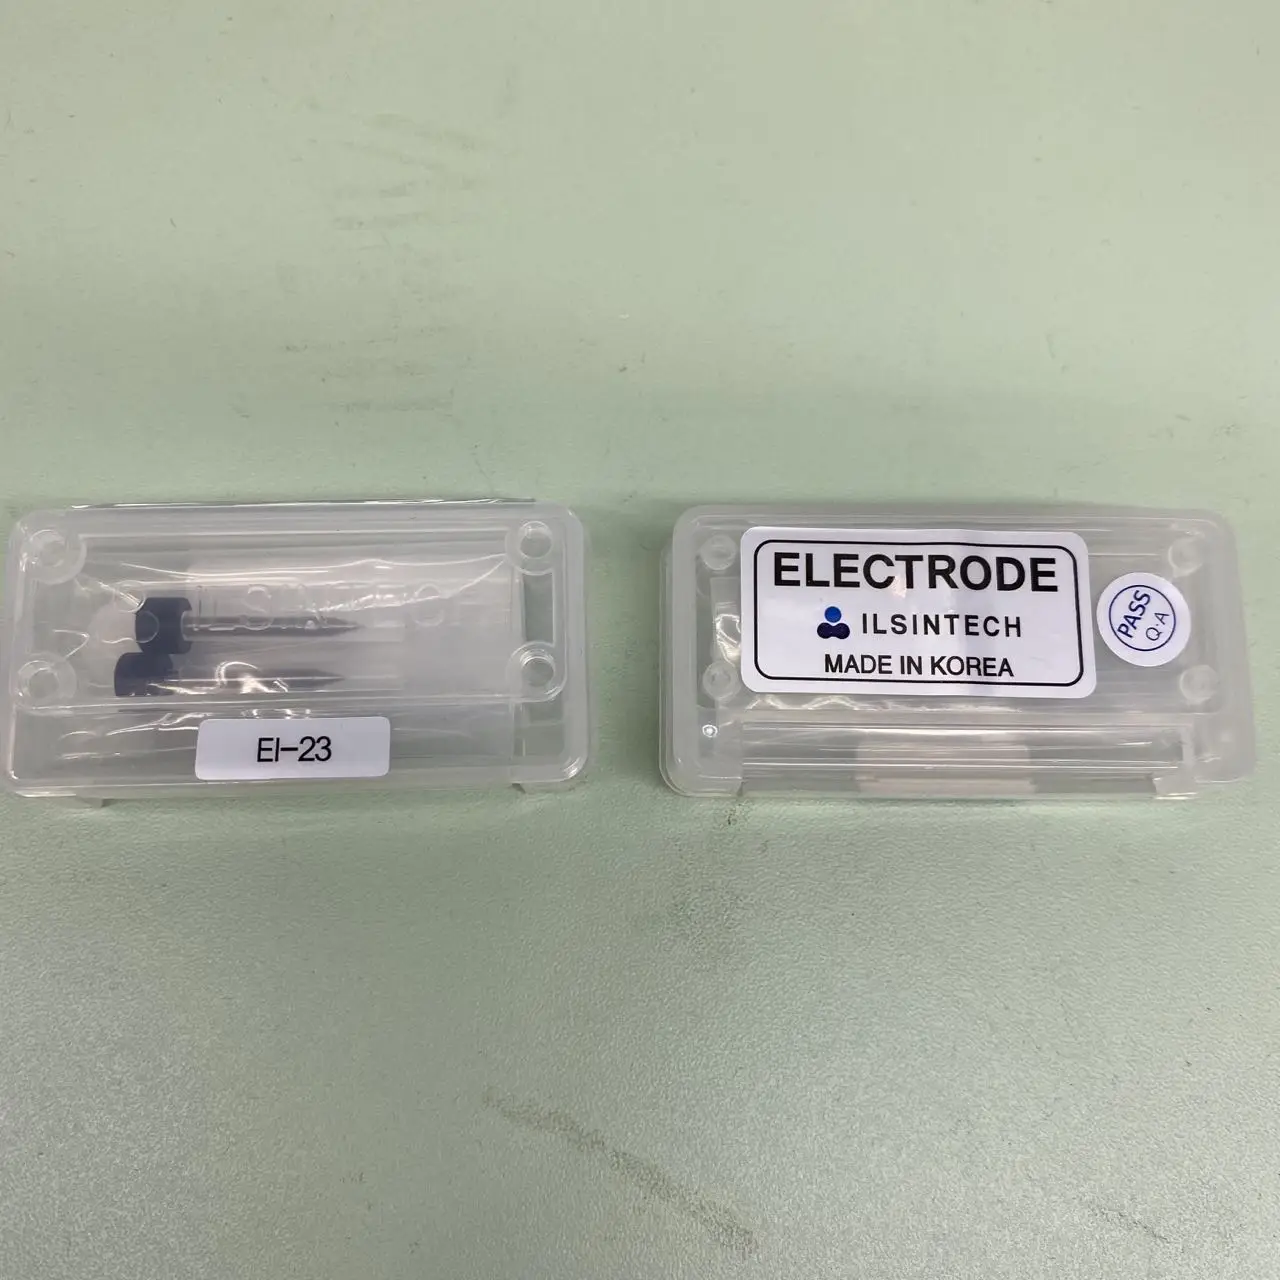 EI-23
ELECTRODE
ILSINTECH
MADE IN KOREA
PASS
Q·A